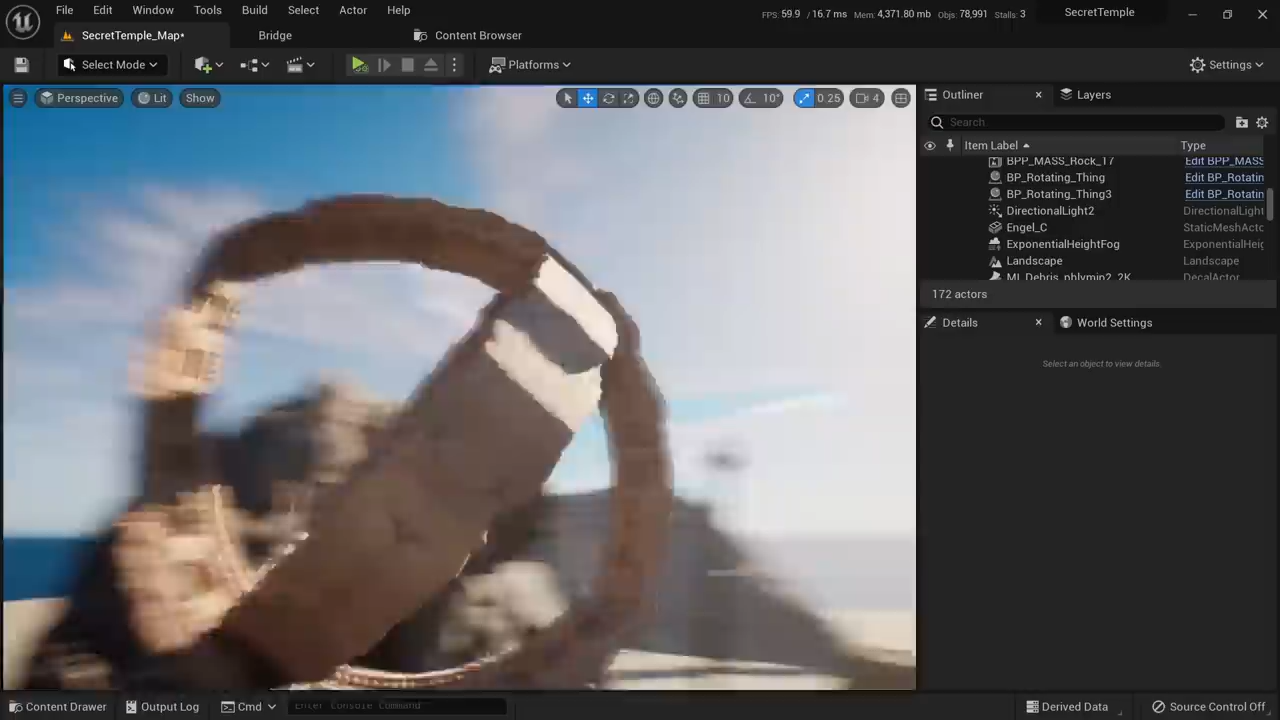 File Edit Window Tools Build Select Actor Help
FPS: 59.9 / 16.7 ms Mem: 4,371.80 mb Objs: 78,991 Stalls: 3 SecretTemple
SecretTemple_Map* Bridge Content Browser
Select Mode Platforms Settings
Perspective Lit Show 10 10° 0.25 4
Outliner Layers
Search
Item Label Type
BPP_MASS_Rock_17 Edit BPP_MASS
BP_Rotating_Thing Edit BP_Rotatin
BP_Rotating_Thing3 Edit BP_Rotatin
DirectionalLight2 DirectionalLight
Engel_C StaticMeshActo
ExponentialHeightFog ExponentialHeig
Landscape Landscape
MI_Debris_phlymip2_2K DecalActor
172 actors
Details World Settings
Select an object to view details.
Content Drawer Output Log Cmd Enter Console Command Derived Data Source Control Off